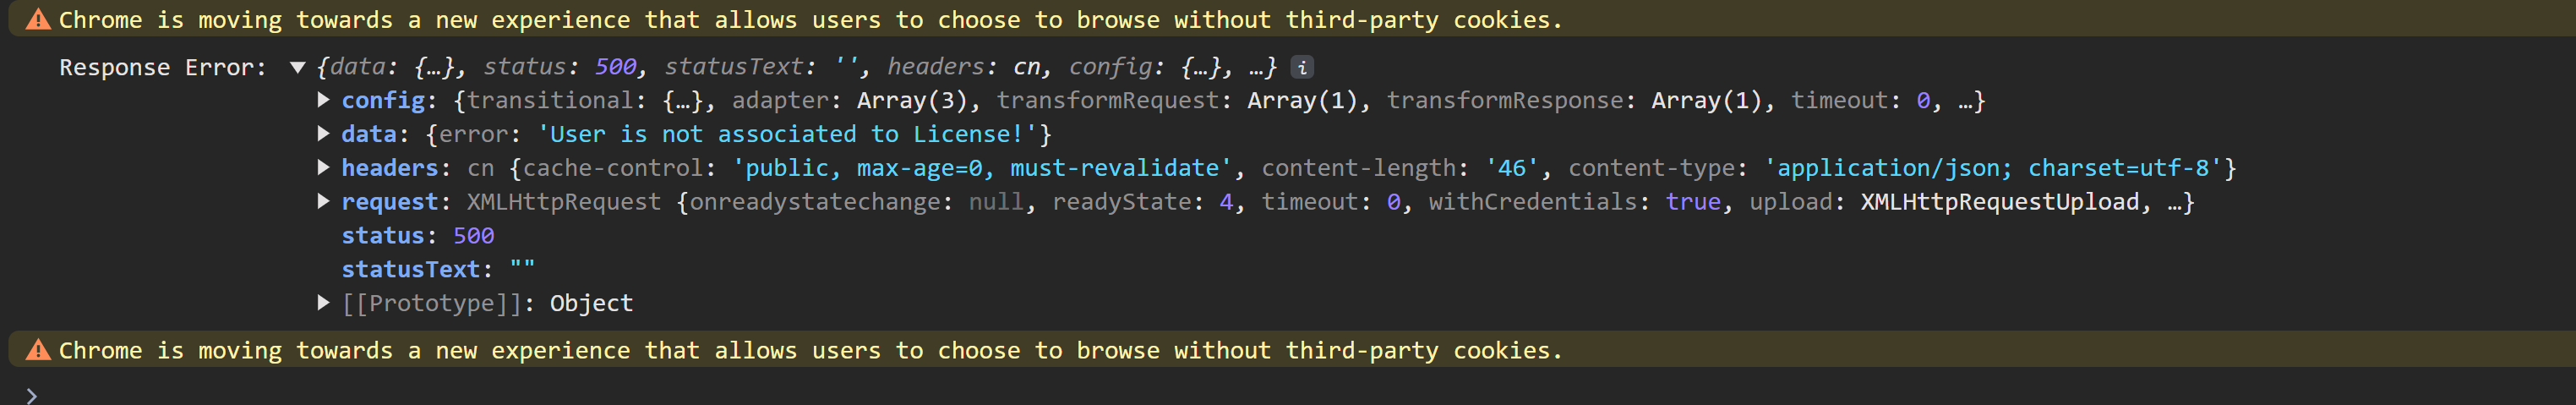 Chrome is moving towards a new experience that allows users to choose to browse without third-party cookies.
Response Error: ▼ {data: {…}, status: 500, statusText: '', headers: cn, config: {…}, …} i
▶ config: {transitional: {…}, adapter: Array(3), transformRequest: Array(1), transformResponse: Array(1), timeout: 0, …}
▶ data: {error: 'User is not associated to License!'}
▶ headers: cn {cache-control: 'public, max-age=0, must-revalidate', content-length: '46', content-type: 'application/json; charset=utf-8'}
▶ request: XMLHttpRequest {onreadystatechange: null, readyState: 4, timeout: 0, withCredentials: true, upload: XMLHttpRequestUpload, …}
status: 500
statusText: ""
▶ [[Prototype]]: Object
Chrome is moving towards a new experience that allows users to choose to browse without third-party cookies.
>